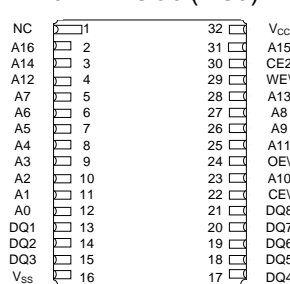 NC 1 32 VCC
A16 2 31 A15
A14 3 30 CE2
A12 4 29 WE\
A7 5 28 A13
A6 6 27 A8
A5 7 26 A9
A4 8 25 A11
A3 9 24 OE\
A2 10 23 A10
A1 11 22 CE\
A0 12 21 DQ8
DQ1 13 20 DQ7
DQ2 14 19 DQ6
DQ3 15 18 DQ5
VSS 16 17 DQ4